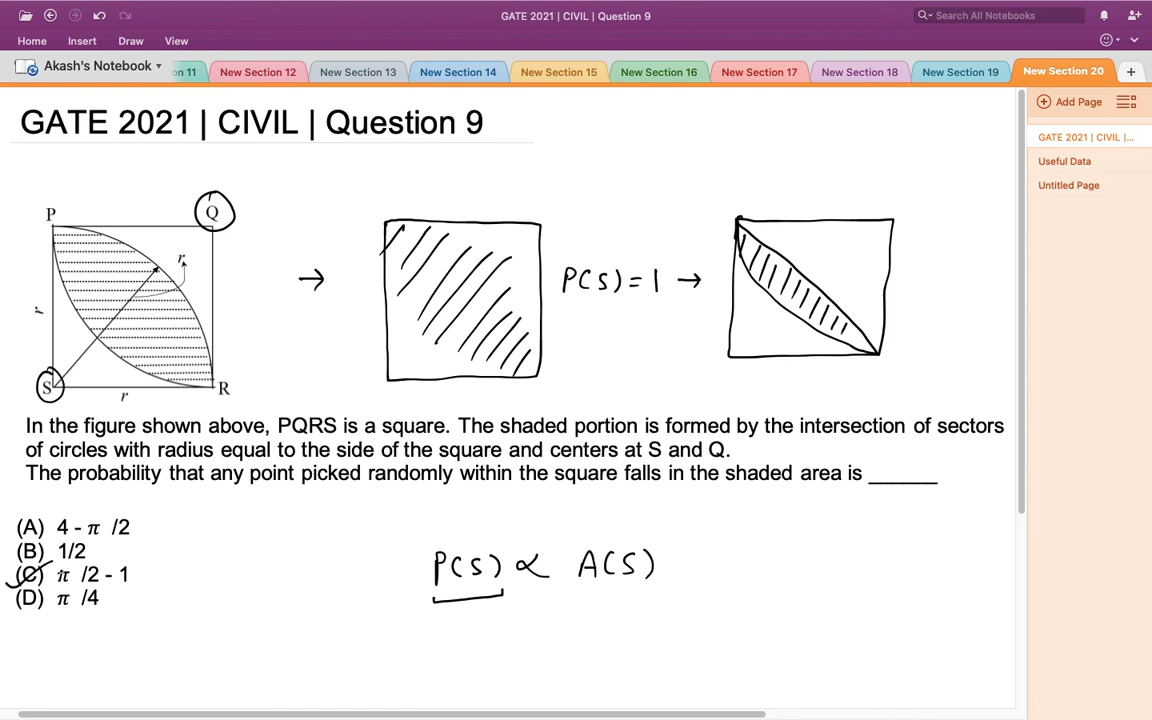 GATE 2021 | CIVIL | Question 9
Search All Notebooks
Home Insert Draw View
Akash's Notebook
on 11 New Section 12 New Section 13 New Section 14 New Section 15 New Section 16 New Section 17 New Section 18 New Section 19 New Section 20 +
Add Page
GATE 2021 | CIVIL |...
Useful Data
Untitled Page
GATE 2021 | CIVIL | Question 9
P Q
r
r
S R
r
→ P(S) = 1 →
In the figure shown above, PQRS is a square. The shaded portion is formed by the intersection of sectors
of circles with radius equal to the side of the square and centers at S and Q.
The probability that any point picked randomly within the square falls in the shaded area is ______
(A) 4 - π /2
(B) 1/2
(C) π /2 - 1
(D) π /4
P(S) ∝ A(S)